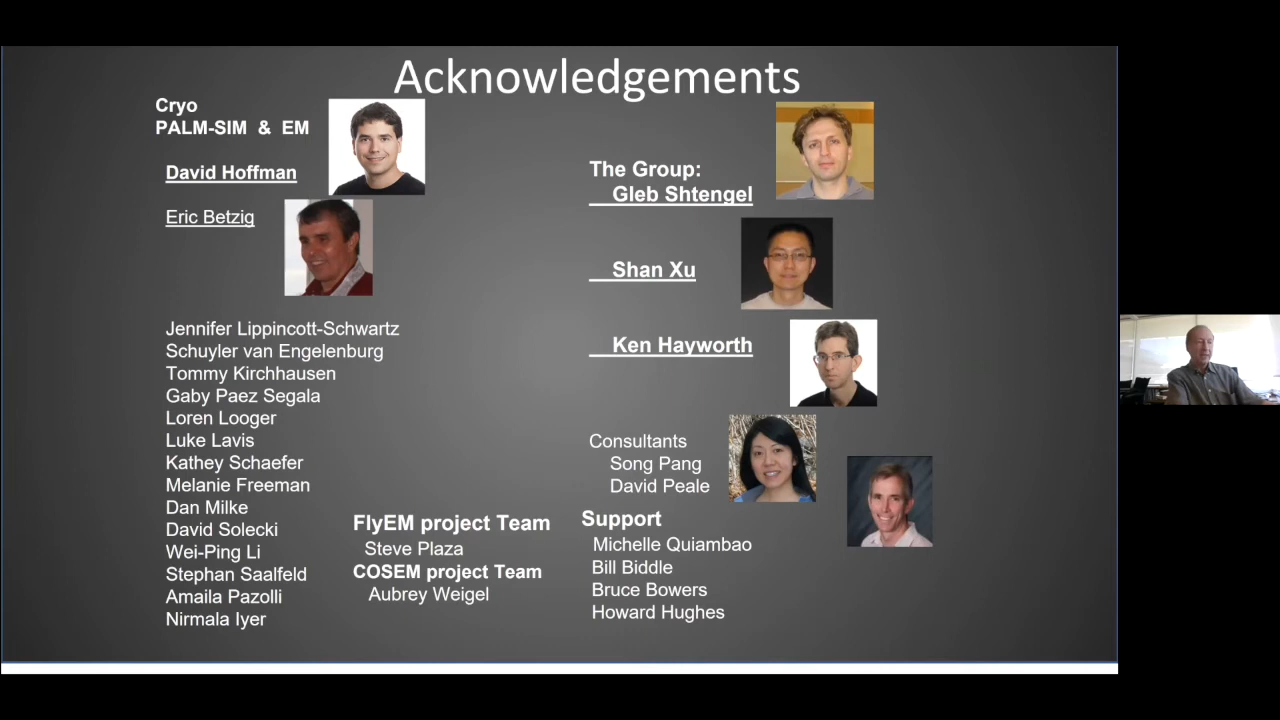 Acknowledgements
Cryo
PALM-SIM & EM
David Hoffman
Eric Betzig
Jennifer Lippincott-Schwartz
Schuyler van Engelenburg
Tommy Kirchhausen
Gaby Paez Segala
Loren Looger
Luke Lavis
Kathey Schaefer
Melanie Freeman
Dan Milke
David Solecki
Wei-Ping Li
Stephan Saalfeld
Amaila Pazolli
Nirmala Iyer
FlyEM project Team
Steve Plaza
COSEM project Team
Aubrey Weigel
The Group:
Gleb Shtengel
Shan Xu
Ken Hayworth
Consultants
Song Pang
David Peale
Support
Michelle Quiambao
Bill Biddle
Bruce Bowers
Howard Hughes